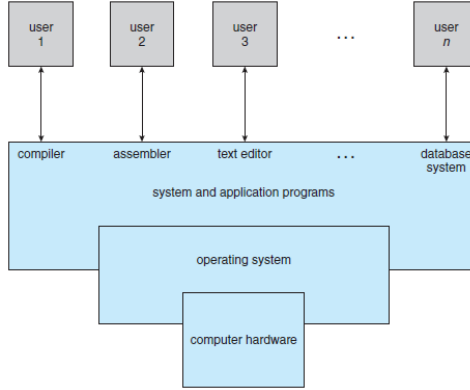 user
1
user
2
user
3
...
user
n
compiler
assembler
text editor
...
database
system
system and application programs
operating system
computer hardware